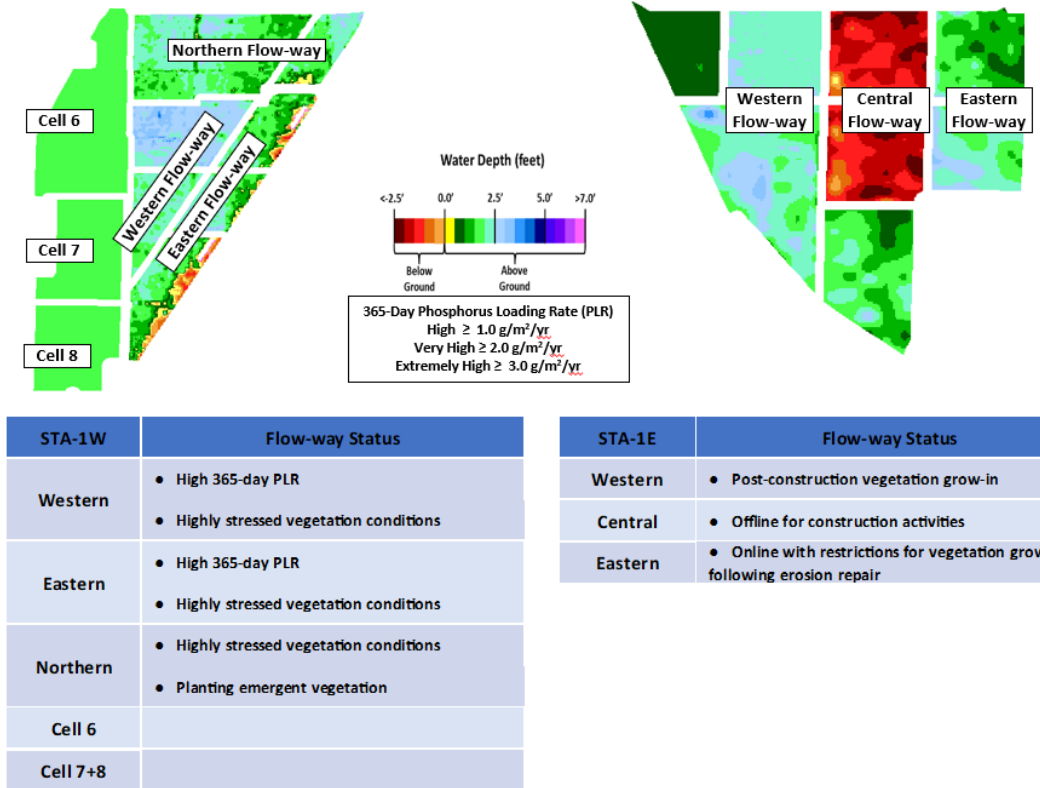 Northern Flow-way
Cell 6
Western Flow-way
Eastern Flow-way
Cell 7
Cell 8
Western
Flow-way
Central
Flow-way
Eastern
Flow-way
Water Depth (feet)
<-2.5' 0.0' 2.5' 5.0' >7.0'
Below
Ground
Above
Ground
365-Day Phosphorus Loading Rate (PLR)
High ≥ 1.0 g/m²/yr
Very High ≥ 2.0 g/m²/yr
Extremely High ≥ 3.0 g/m²/yr
STA-1W Flow-way Status
Western
● High 365-day PLR
● Highly stressed vegetation conditions
Eastern
● High 365-day PLR
● Highly stressed vegetation conditions
Northern
● Highly stressed vegetation conditions
● Planting emergent vegetation
Cell 6
Cell 7+8
STA-1E Flow-way Status
Western ● Post-construction vegetation grow-in
Central ● Offline for construction activities
Eastern ● Online with restrictions for vegetation grow
following erosion repair